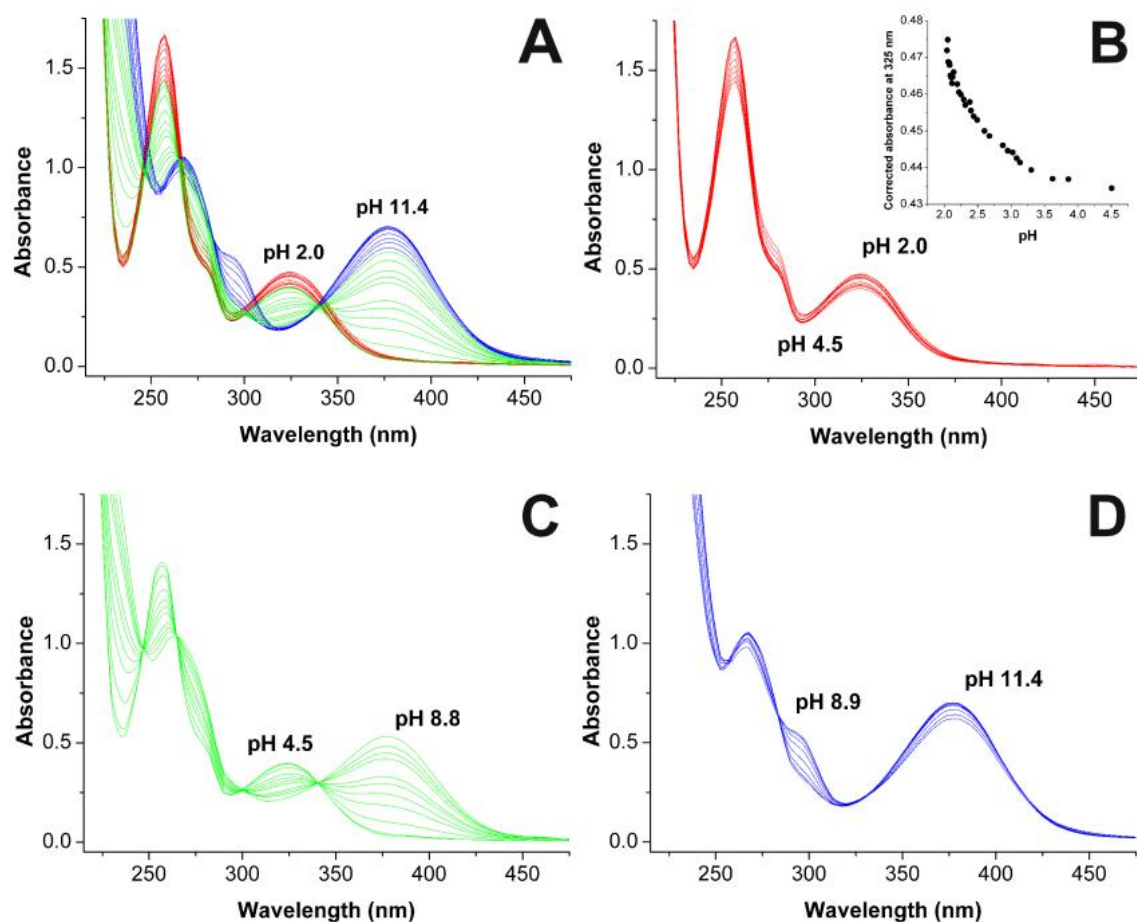 A
pH 11.4
pH 2.0
1.5
1.0
0.5
0.0
Absorbance
250 300 350 400 450
Wavelength (nm)
B
0.48
0.47
0.46
0.45
0.44
0.43
Corrected absorbance at 325 nm
2.0 2.5 3.0 3.5 4.0 4.5
pH
pH 2.0
pH 4.5
1.5
1.0
0.5
0.0
Absorbance
250 300 350 400 450
Wavelength (nm)
C
pH 8.8
pH 4.5
1.5
1.0
0.5
0.0
Absorbance
250 300 350 400 450
Wavelength (nm)
D
pH 8.9
pH 11.4
1.5
1.0
0.5
0.0
Absorbance
250 300 350 400 450
Wavelength (nm)